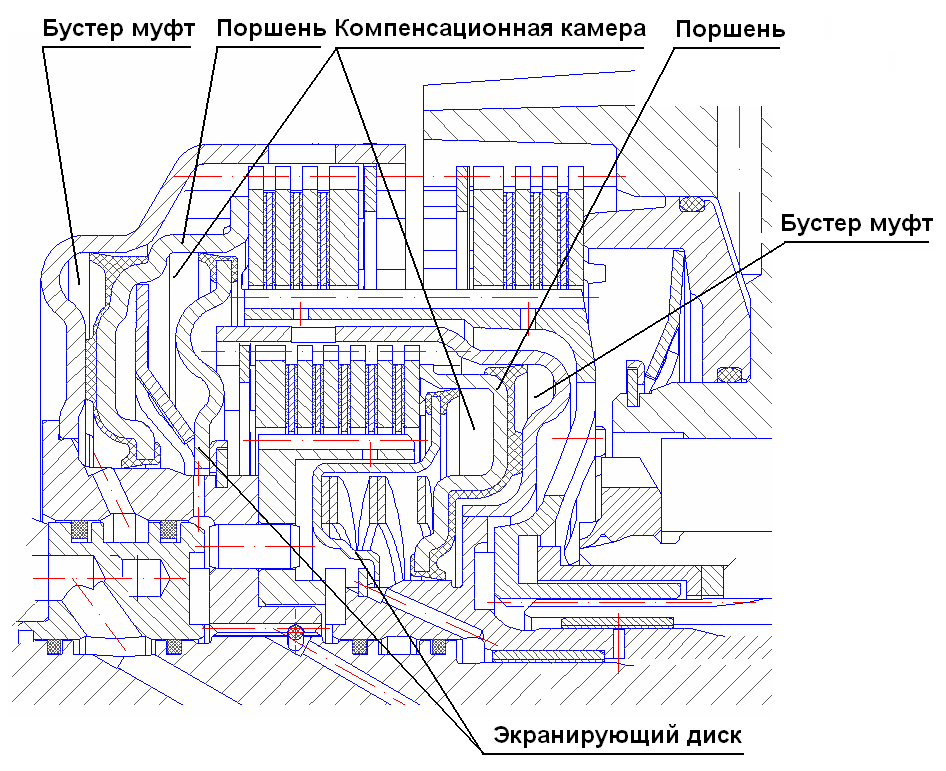 Бустер муфт
Поршень
Компенсационная камера
Поршень
Бустер муфт
Экранирующий диск